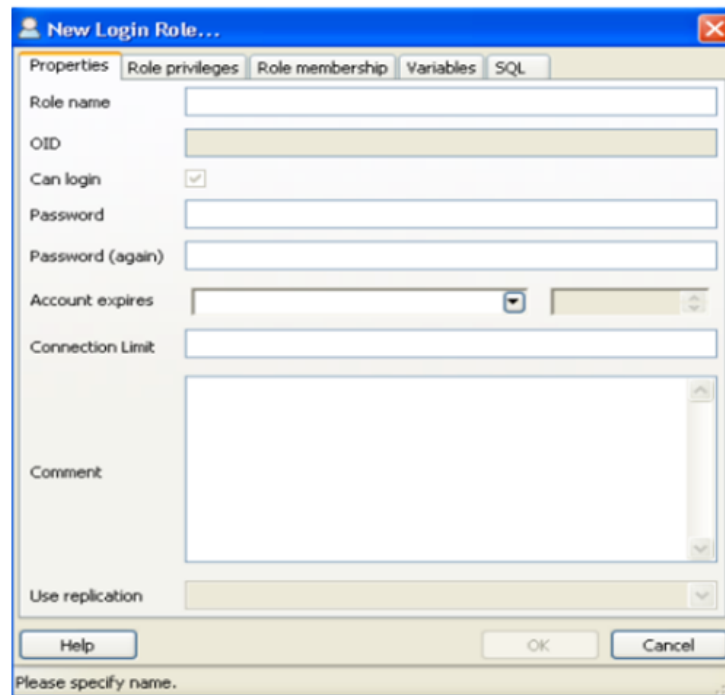 New Login Role...
Properties Role privileges Role membership Variables SQL
Role name
OID
Can login
Password
Password (again)
Account expires
Connection Limit
Comment
Use replication
Help OK Cancel
Please specify name.